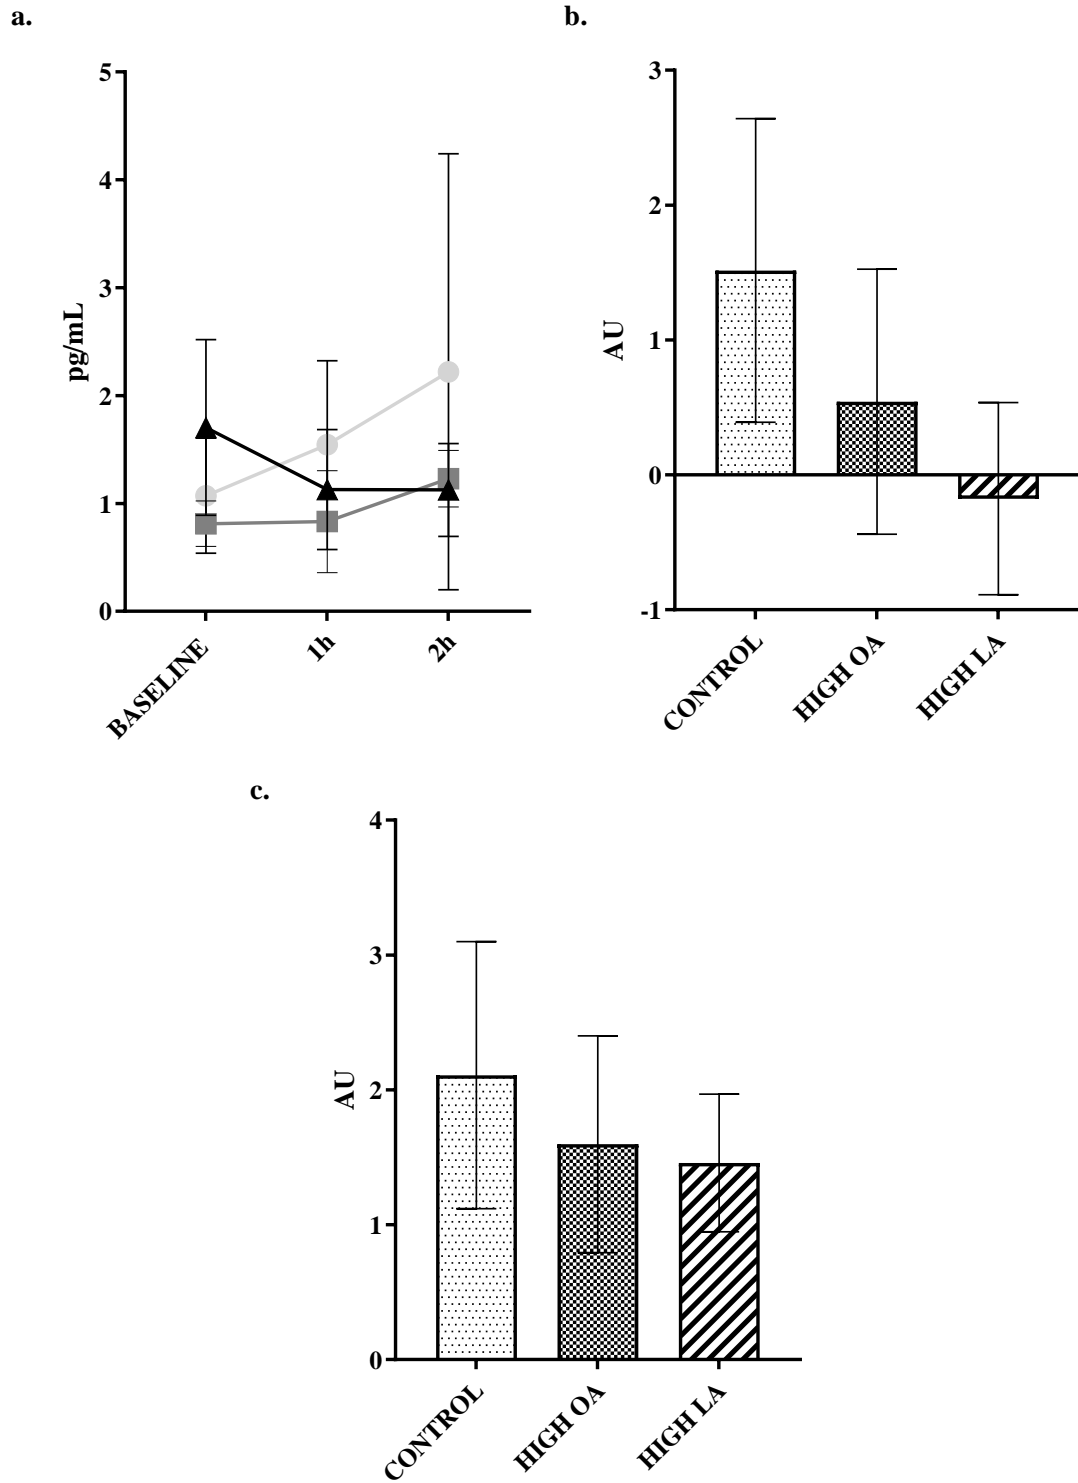 a.
5
4
3
2
1
0
pg/mL
BASELINE
1h
2h
b.
3
2
1
0
-1
AU
CONTROL
HIGH OA
HIGH LA
c.
4
3
2
1
0
AU
CONTROL
HIGH OA
HIGH LA